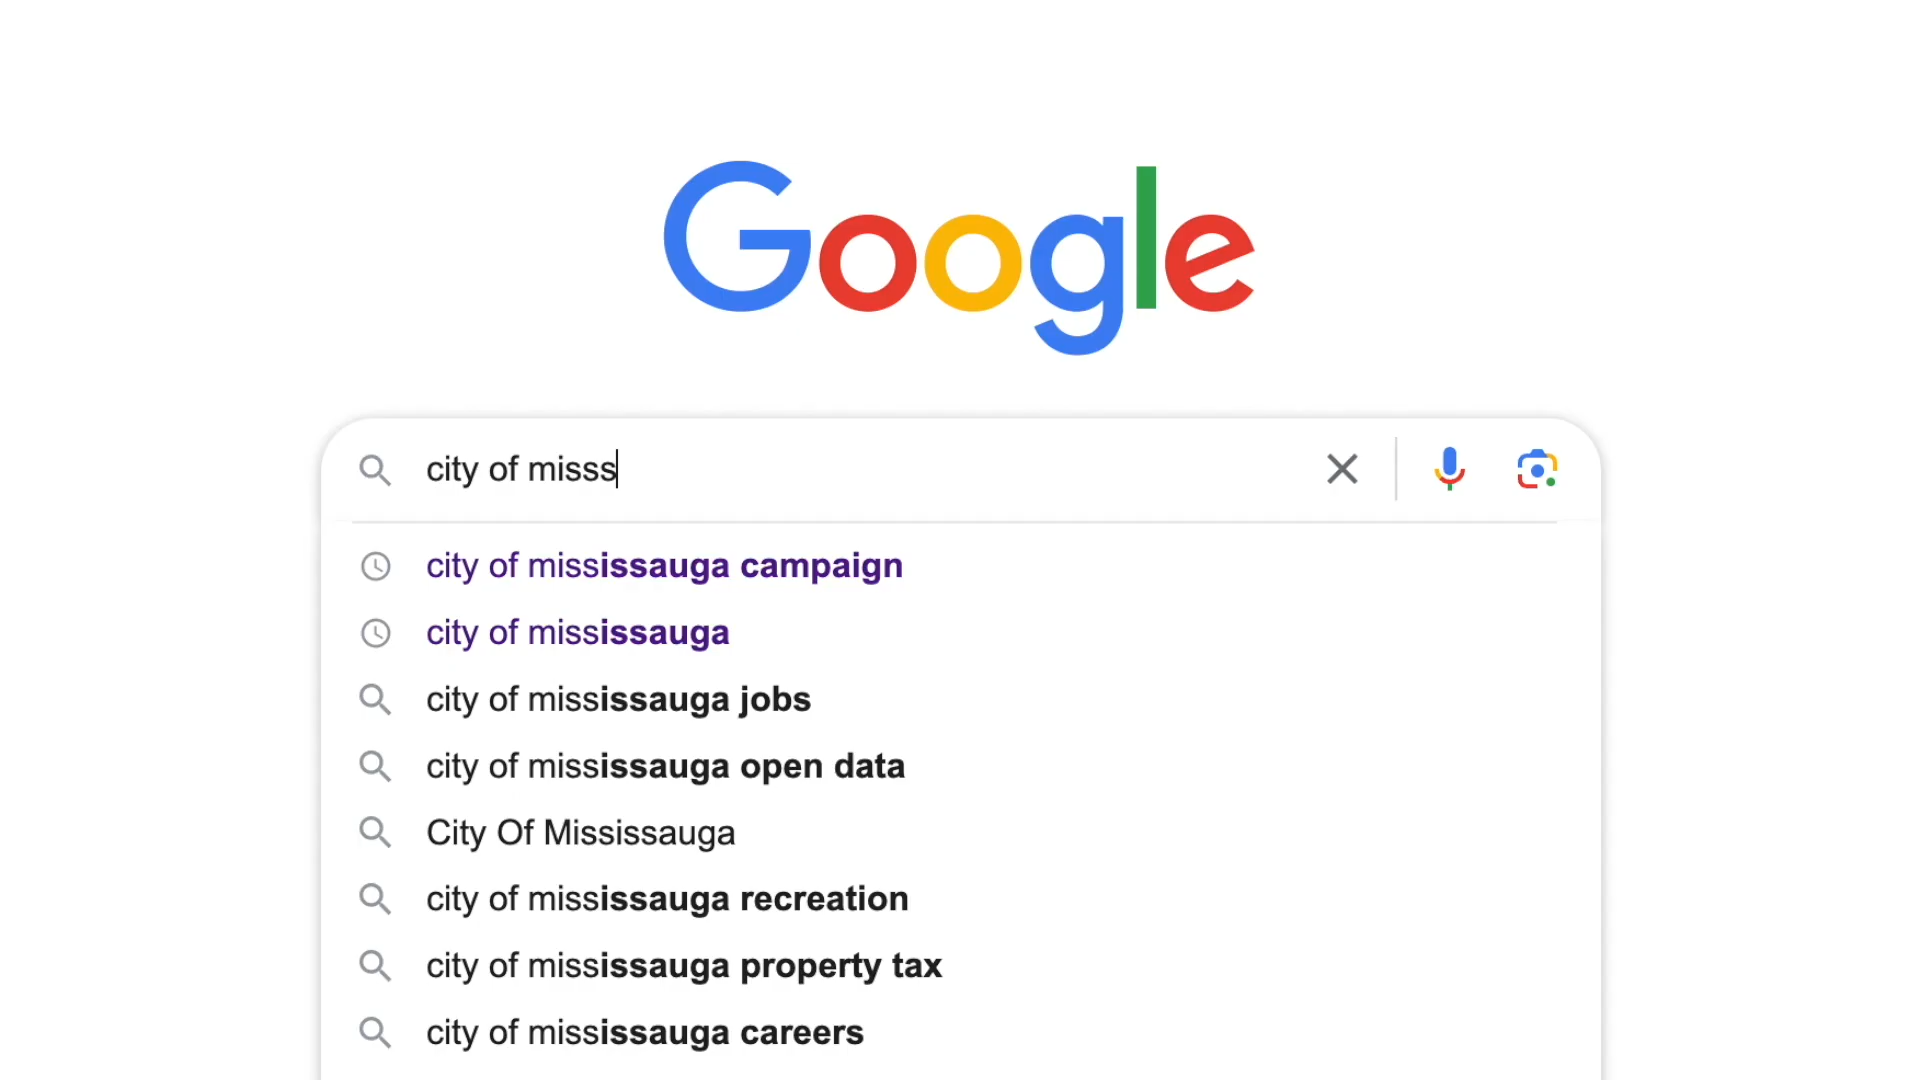 Google
city of misss
city of mississauga campaign
city of mississauga
city of mississauga jobs
city of mississauga open data
City Of Mississauga
city of mississauga recreation
city of mississauga property tax
city of mississauga careers